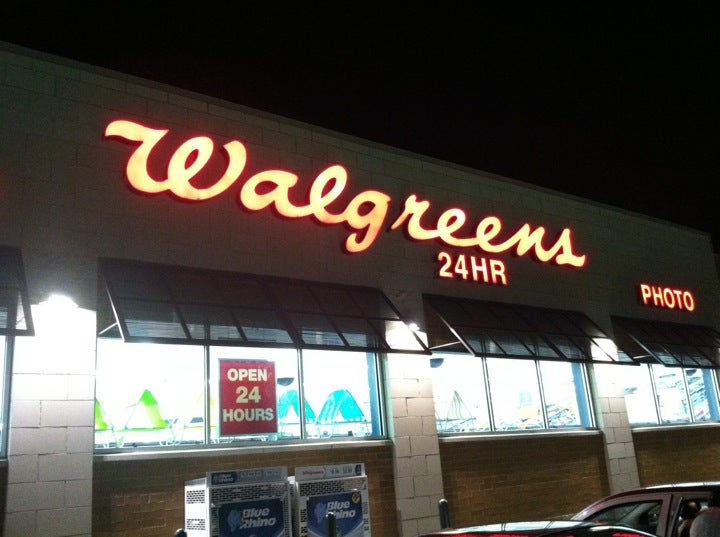 Walgreens
24HR
PHOTO
OPEN
24
HOURS
Blue
Rhino
Blue
Rhino